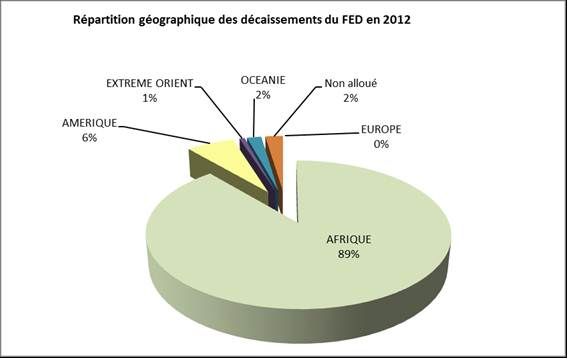 Répartition géographique des décaissements du FED en 2012
EXTREME ORIENT
1%
OCEANIE
2%
Non alloué
2%
AMERIQUE
6%
EUROPE
0%
AFRIQUE
89%